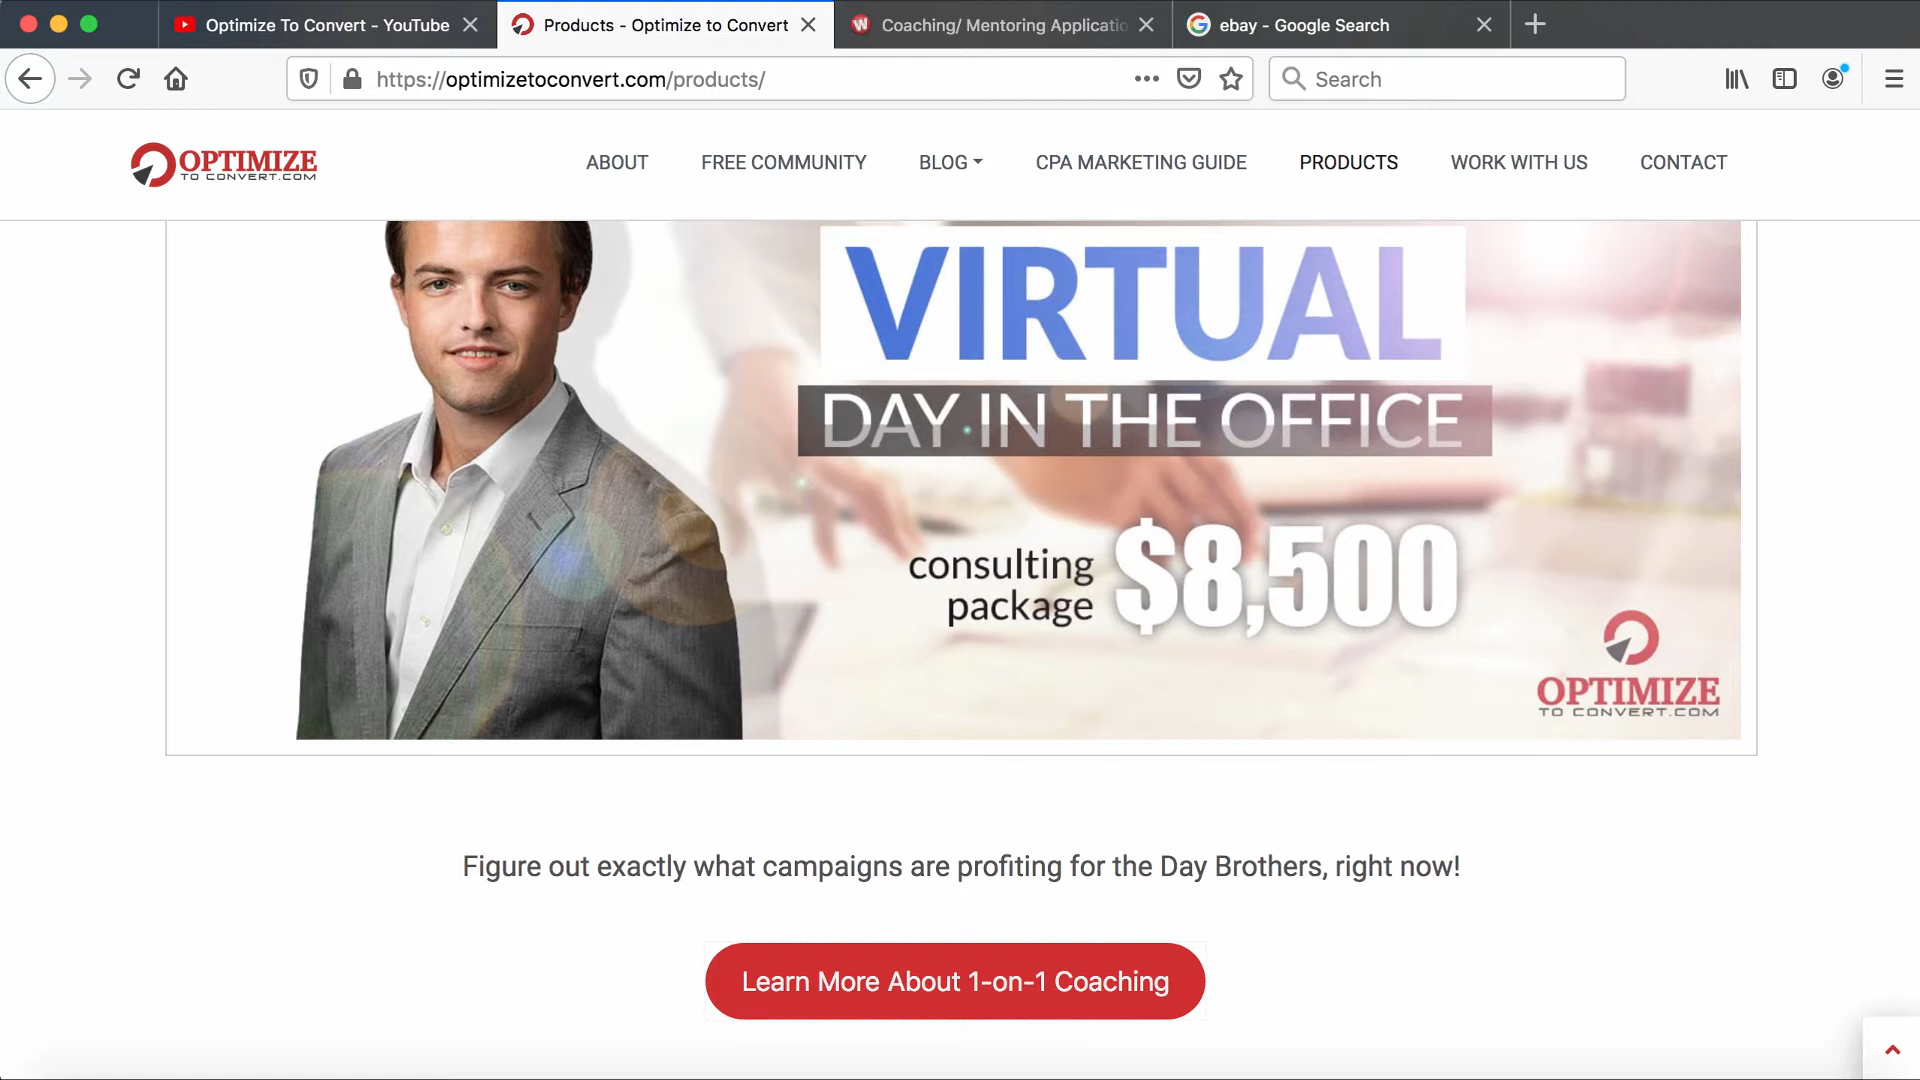 Optimize To Convert - YouTube
Products - Optimize to Convert
Coaching/ Mentoring Applicatio
ebay - Google Search
https://optimizetoconvert.com/products/
Search
OPTIMIZE
TO CONVERT.COM
ABOUT
FREE COMMUNITY
BLOG
CPA MARKETING GUIDE
PRODUCTS
WORK WITH US
CONTACT
VIRTUAL
DAY IN THE OFFICE
consulting
package
$8,500
OPTIMIZE
TO CONVERT.COM
Figure out exactly what campaigns are profiting for the Day Brothers, right now!
Learn More About 1-on-1 Coaching